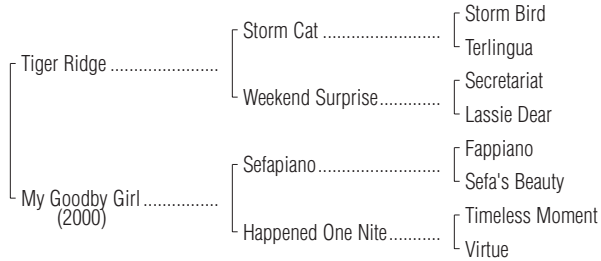 Storm Bird
Storm Cat ..............................
Terlingua
Tiger Ridge ...........................
Secretariat
Weekend Surprise...............
Lassie Dear
Fappiano
Sefapiano...............................
Sefa's Beauty
My Goodby Girl ...................
(2000)
Timeless Moment
Happened One Nite.............
Virtue